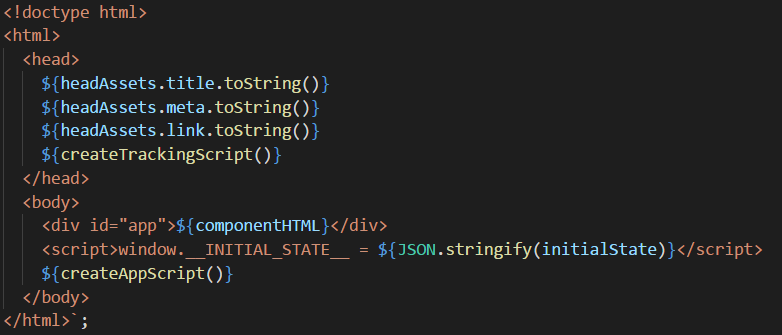 <!doctype html>
<html>
<head>
${headAssets.title.toString()}
${headAssets.meta.toString()}
${headAssets.link.toString()}
${createTrackingScript()}
</head>
<body>
<div id="app">${componentHTML}</div>
<script>window.__INITIAL_STATE__ = ${JSON.stringify(initialState)}</script>
${createAppScript()}
</body>
</html>`;